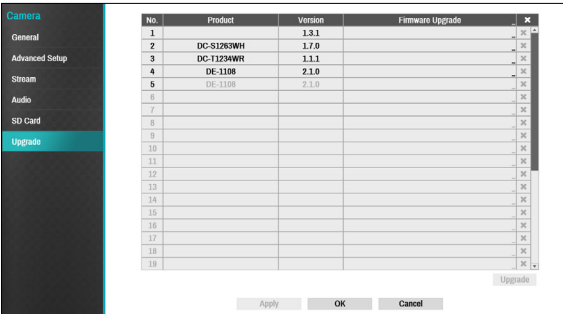 Camera
General
Advanced Setup
Stream
Audio
SD Card
Upgrade
No. Product Version Firmware Upgrade ... ✖
1 1.3.1 ... ✖
2 DC-S1263WH 1.7.0 ... ✖
3 DC-T1234WR 1.1.1 ... ✖
4 DE-1108 2.1.0 ... ✖
5 DE-1108 2.1.0 ... ✖
6 ... ✖
7 ... ✖
8 ... ✖
9 ... ✖
10 ... ✖
11 ... ✖
12 ... ✖
13 ... ✖
14 ... ✖
15 ... ✖
16 ... ✖
17 ... ✖
18 ... ✖
19 ... ✖
Upgrade
Apply OK Cancel